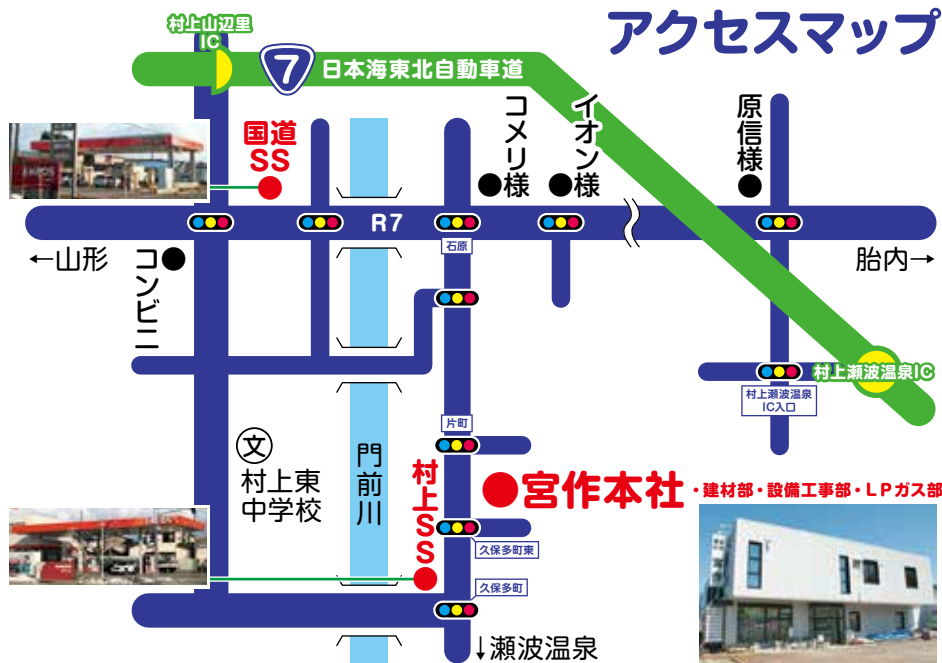 アクセスマップ
村上山辺里
IC
7
日本海東北自動車道
国道
SS
コメリ様
イオン様
原信様
R7
石原
←山形
コンビニ
胎内→
村上瀬波温泉IC
村上瀬波温泉
IC入口
片町
文
村上東
中学校
門前川
村上SS
宮作本社
・建材部・設備工事部・LPガス部
久保多町東
久保多町
↓瀬波温泉